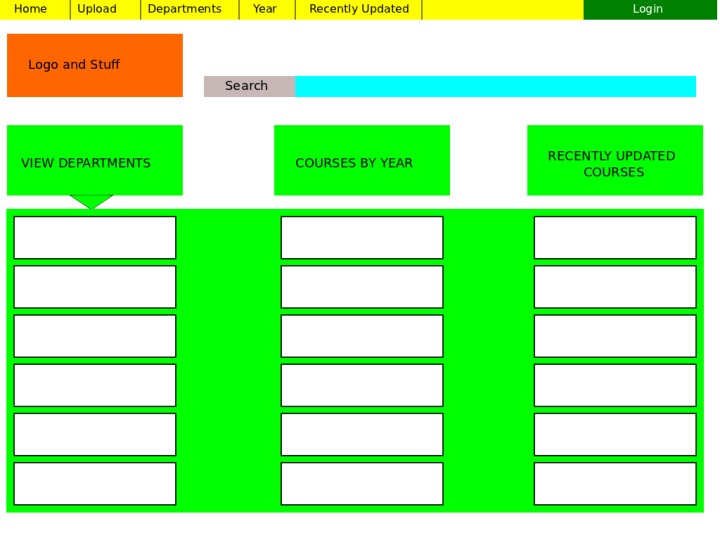 Home Upload Departments Year Recently Updated Login
Logo and Stuff
Search
VIEW DEPARTMENTS
COURSES BY YEAR
RECENTLY UPDATED
COURSES